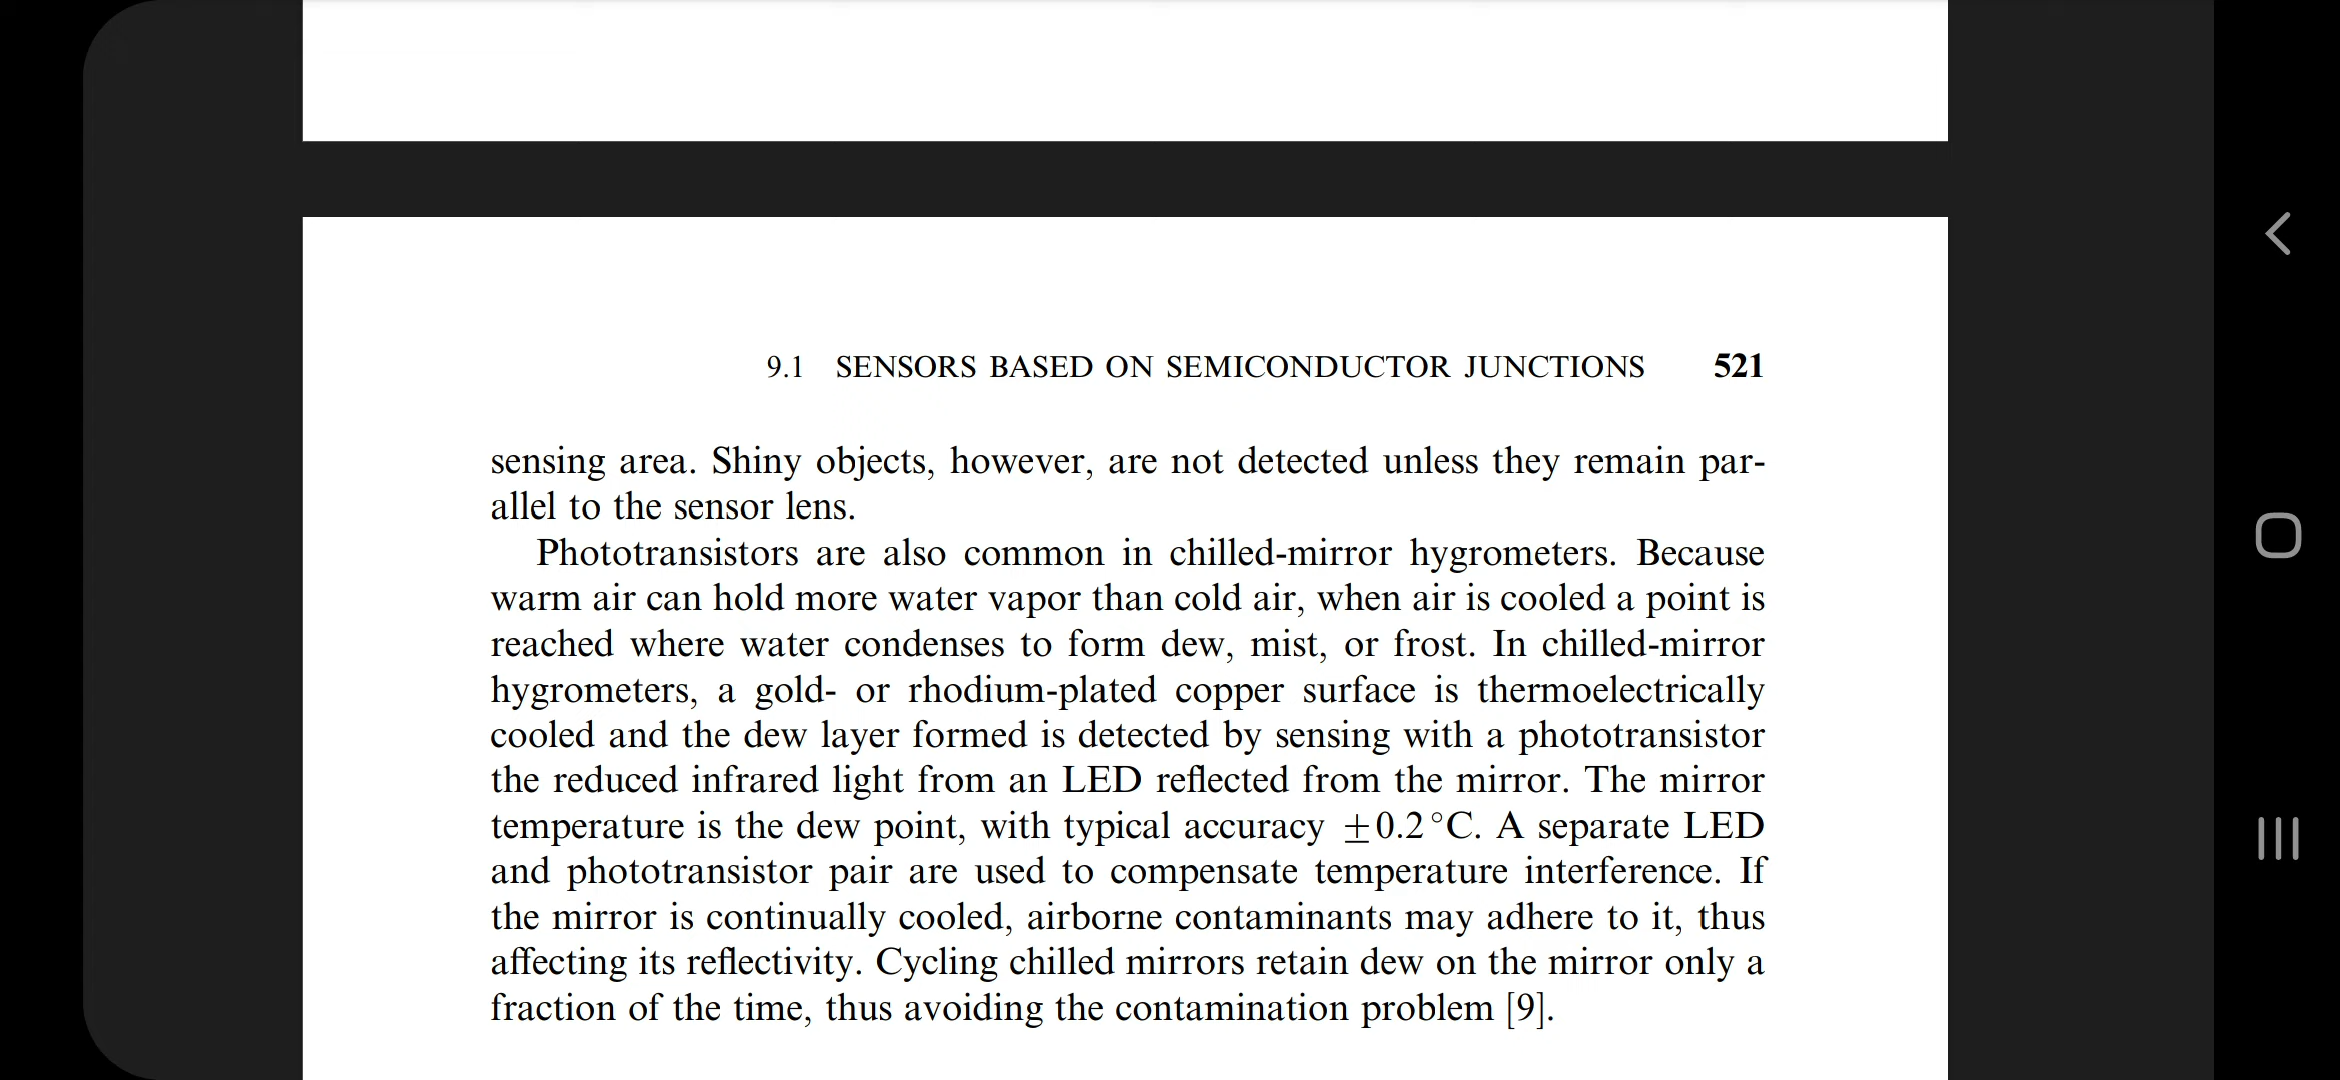 9.1 SENSORS BASED ON SEMICONDUCTOR JUNCTIONS 521
sensing area. Shiny objects, however, are not detected unless they remain par-
allel to the sensor lens.
Phototransistors are also common in chilled-mirror hygrometers. Because
warm air can hold more water vapor than cold air, when air is cooled a point is
reached where water condenses to form dew, mist, or frost. In chilled-mirror
hygrometers, a gold- or rhodium-plated copper surface is thermoelectrically
cooled and the dew layer formed is detected by sensing with a phototransistor
the reduced infrared light from an LED reflected from the mirror. The mirror
temperature is the dew point, with typical accuracy ±0.2 °C. A separate LED
and phototransistor pair are used to compensate temperature interference. If
the mirror is continually cooled, airborne contaminants may adhere to it, thus
affecting its reflectivity. Cycling chilled mirrors retain dew on the mirror only a
fraction of the time, thus avoiding the contamination problem [9].